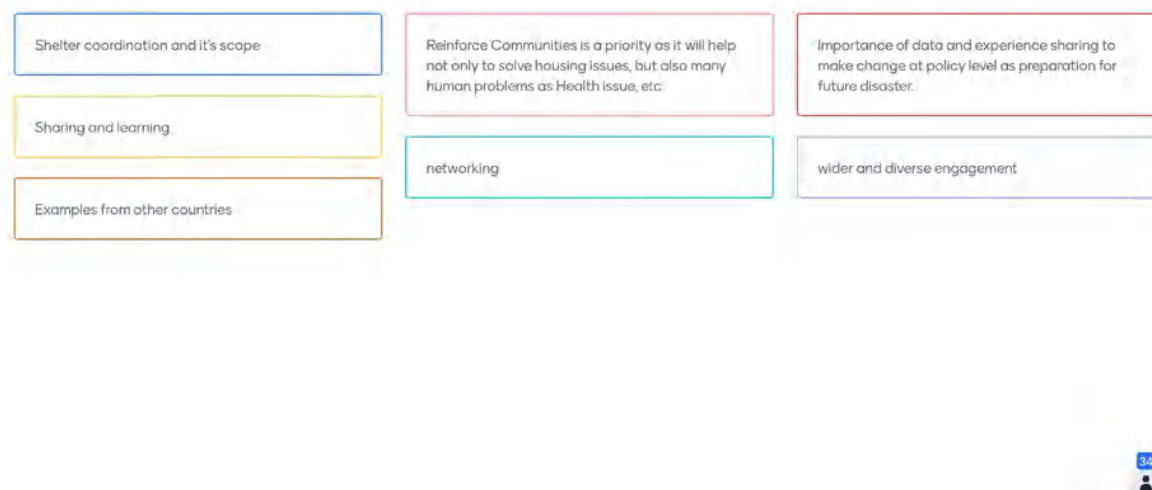 Shelter coordination and it's scope
Sharing and learning
Examples from other countries
Reinforce Communities is a priority as it will help
not only to solve housing issues, but also many
human problems as Health issue, etc.
networking
Importance of data and experience sharing to
make change at policy level as preparation for
future disaster.
wider and diverse engagement
34